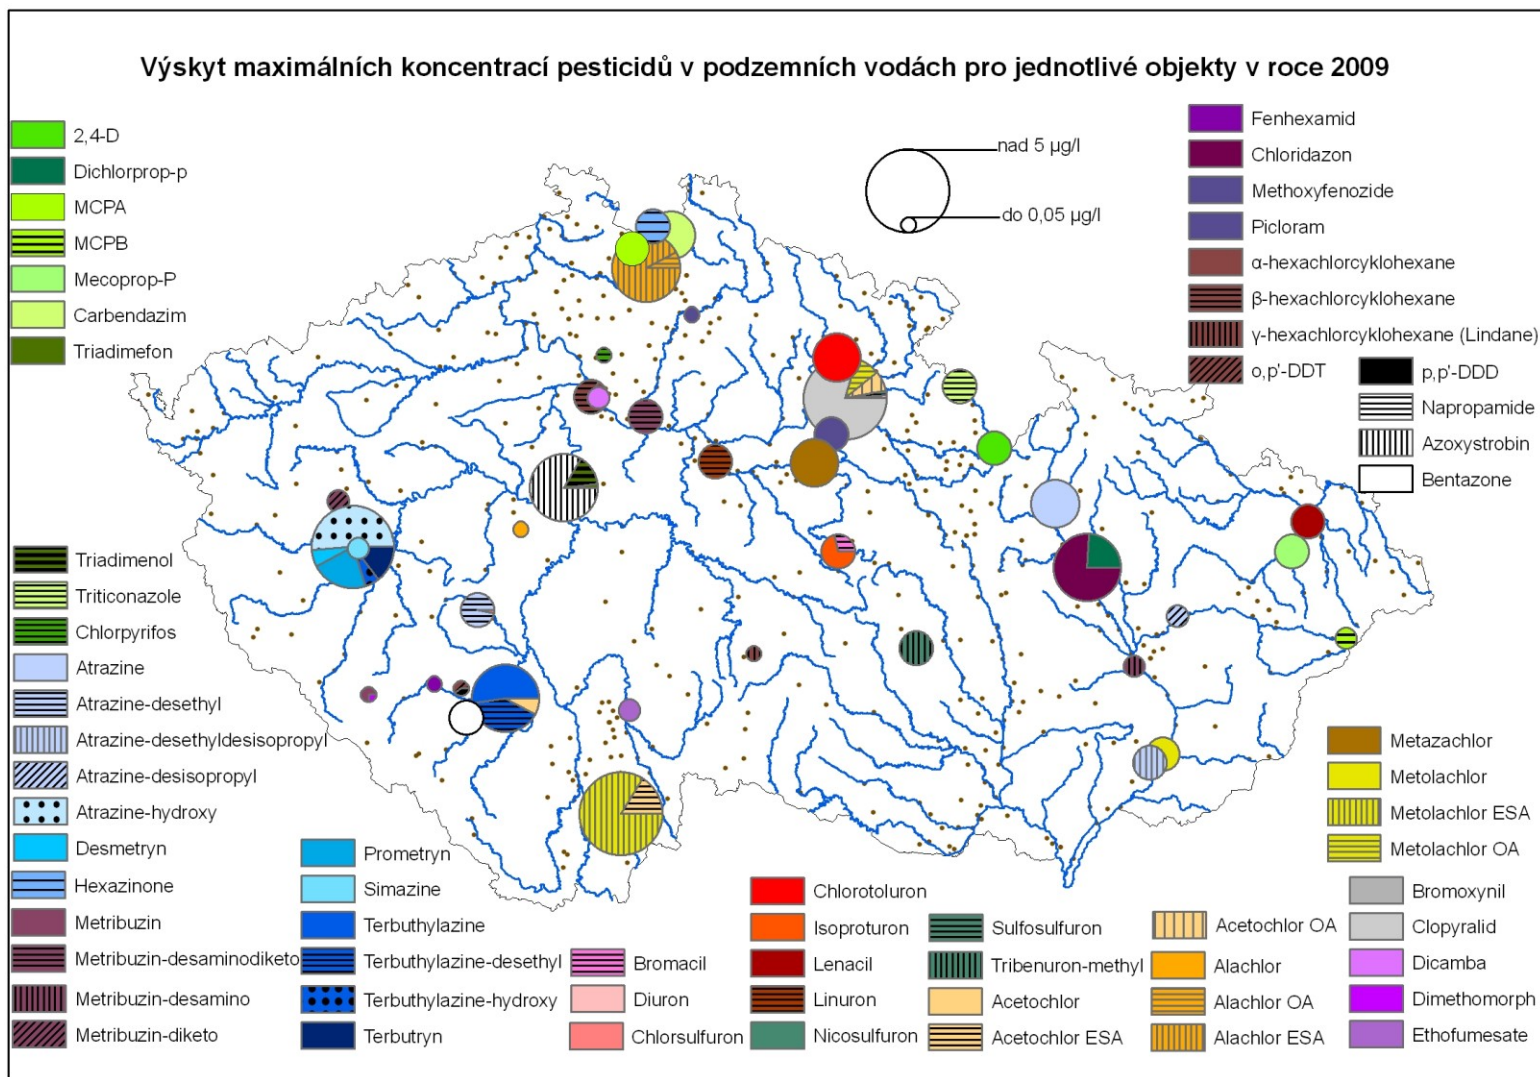 Výskyt maximálních koncentrací pesticidů v podzemních vodách pro jednotlivé objekty v roce 2009
2,4-D
Dichlorprop-p
MCPA
MCPB
Mecoprop-P
Carbendazim
Triadimefon
nad 5 µg/l
do 0,05 µg/l
Fenhexamid
Chloridazon
Methoxyfenozide
Picloram
α-hexachlorcyklohexane
β-hexachlorcyklohexane
γ-hexachlorcyklohexane (Lindane)
o,p'-DDT
p,p'-DDD
Napropamide
Azoxystrobin
Bentazone
Triadimenol
Triticonazole
Chlorpyrifos
Atrazine
Atrazine-desethyl
Atrazine-desethyldesisopropyl
Atrazine-desisopropyl
Atrazine-hydroxy
Desmetryn
Hexazinone
Metribuzin
Metribuzin-desaminodiketo
Metribuzin-desamino
Metribuzin-diketo
Prometryn
Simazine
Terbuthylazine
Terbuthylazine-desethyl
Terbuthylazine-hydroxy
Terbutryn
Bromacil
Diuron
Chlorsulfuron
Chlorotoluron
Isoproturon
Lenacil
Linuron
Nicosulfuron
Sulfosulfuron
Tribenuron-methyl
Acetochlor
Acetochlor ESA
Acetochlor OA
Alachlor
Alachlor OA
Alachlor ESA
Metazachlor
Metolachlor
Metolachlor ESA
Metolachlor OA
Bromoxynil
Clopyralid
Dicamba
Dimethomorph
Ethofumesate